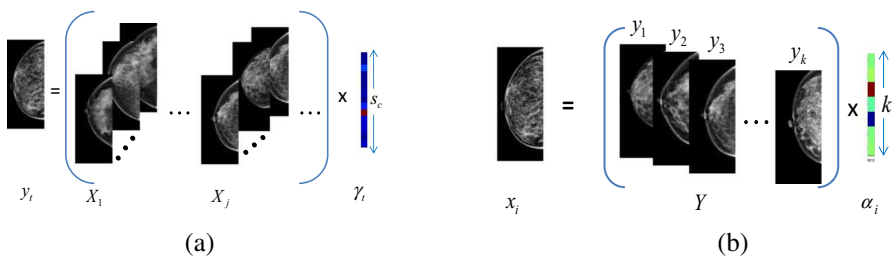 y_t = X_1 ... X_j ... x s_c γ_t
(a)
x_i = y_1 y_2 y_3 ... y_k Y x k α_i
(b)